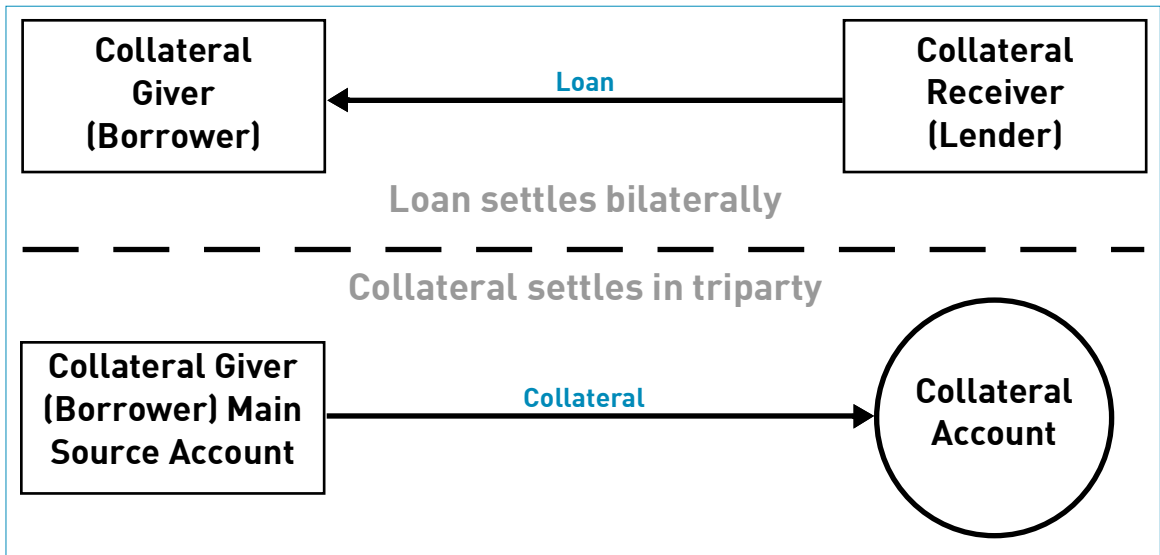 Collateral
Giver
(Borrower)
Loan
Collateral
Receiver
(Lender)
Loan settles bilaterally
Collateral settles in triparty
Collateral Giver
(Borrower) Main
Source Account
Collateral
Collateral
Account